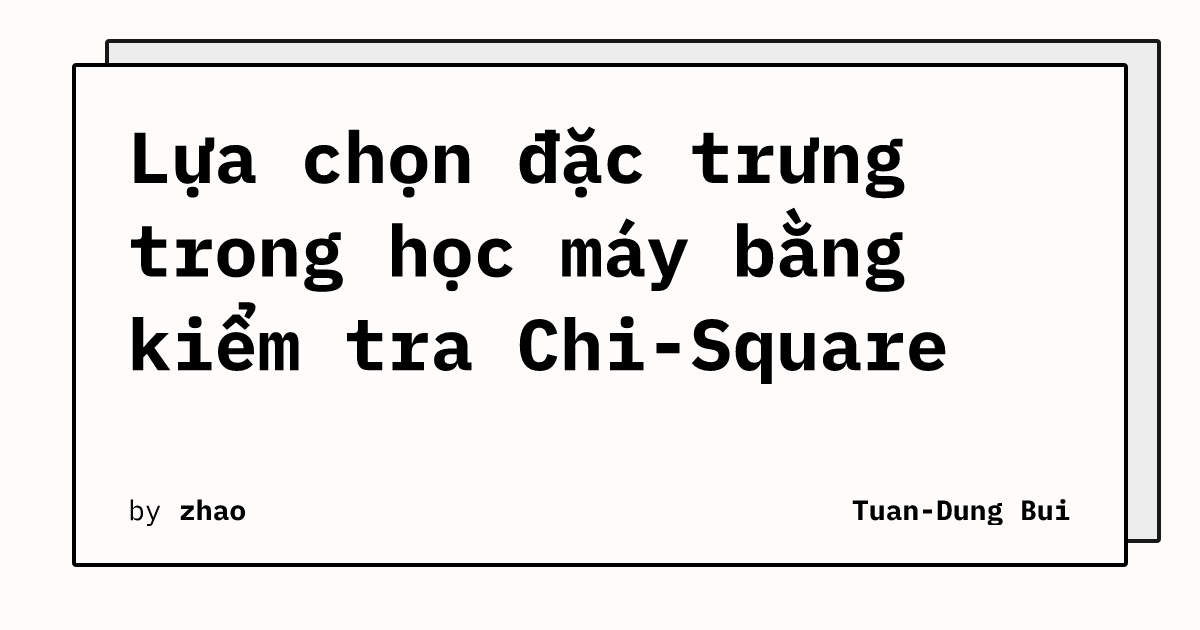 Lựa chọn đặc trưng
trong học máy bằng
kiểm tra Chi-Square
by zhao
Tuan-Dung Bui